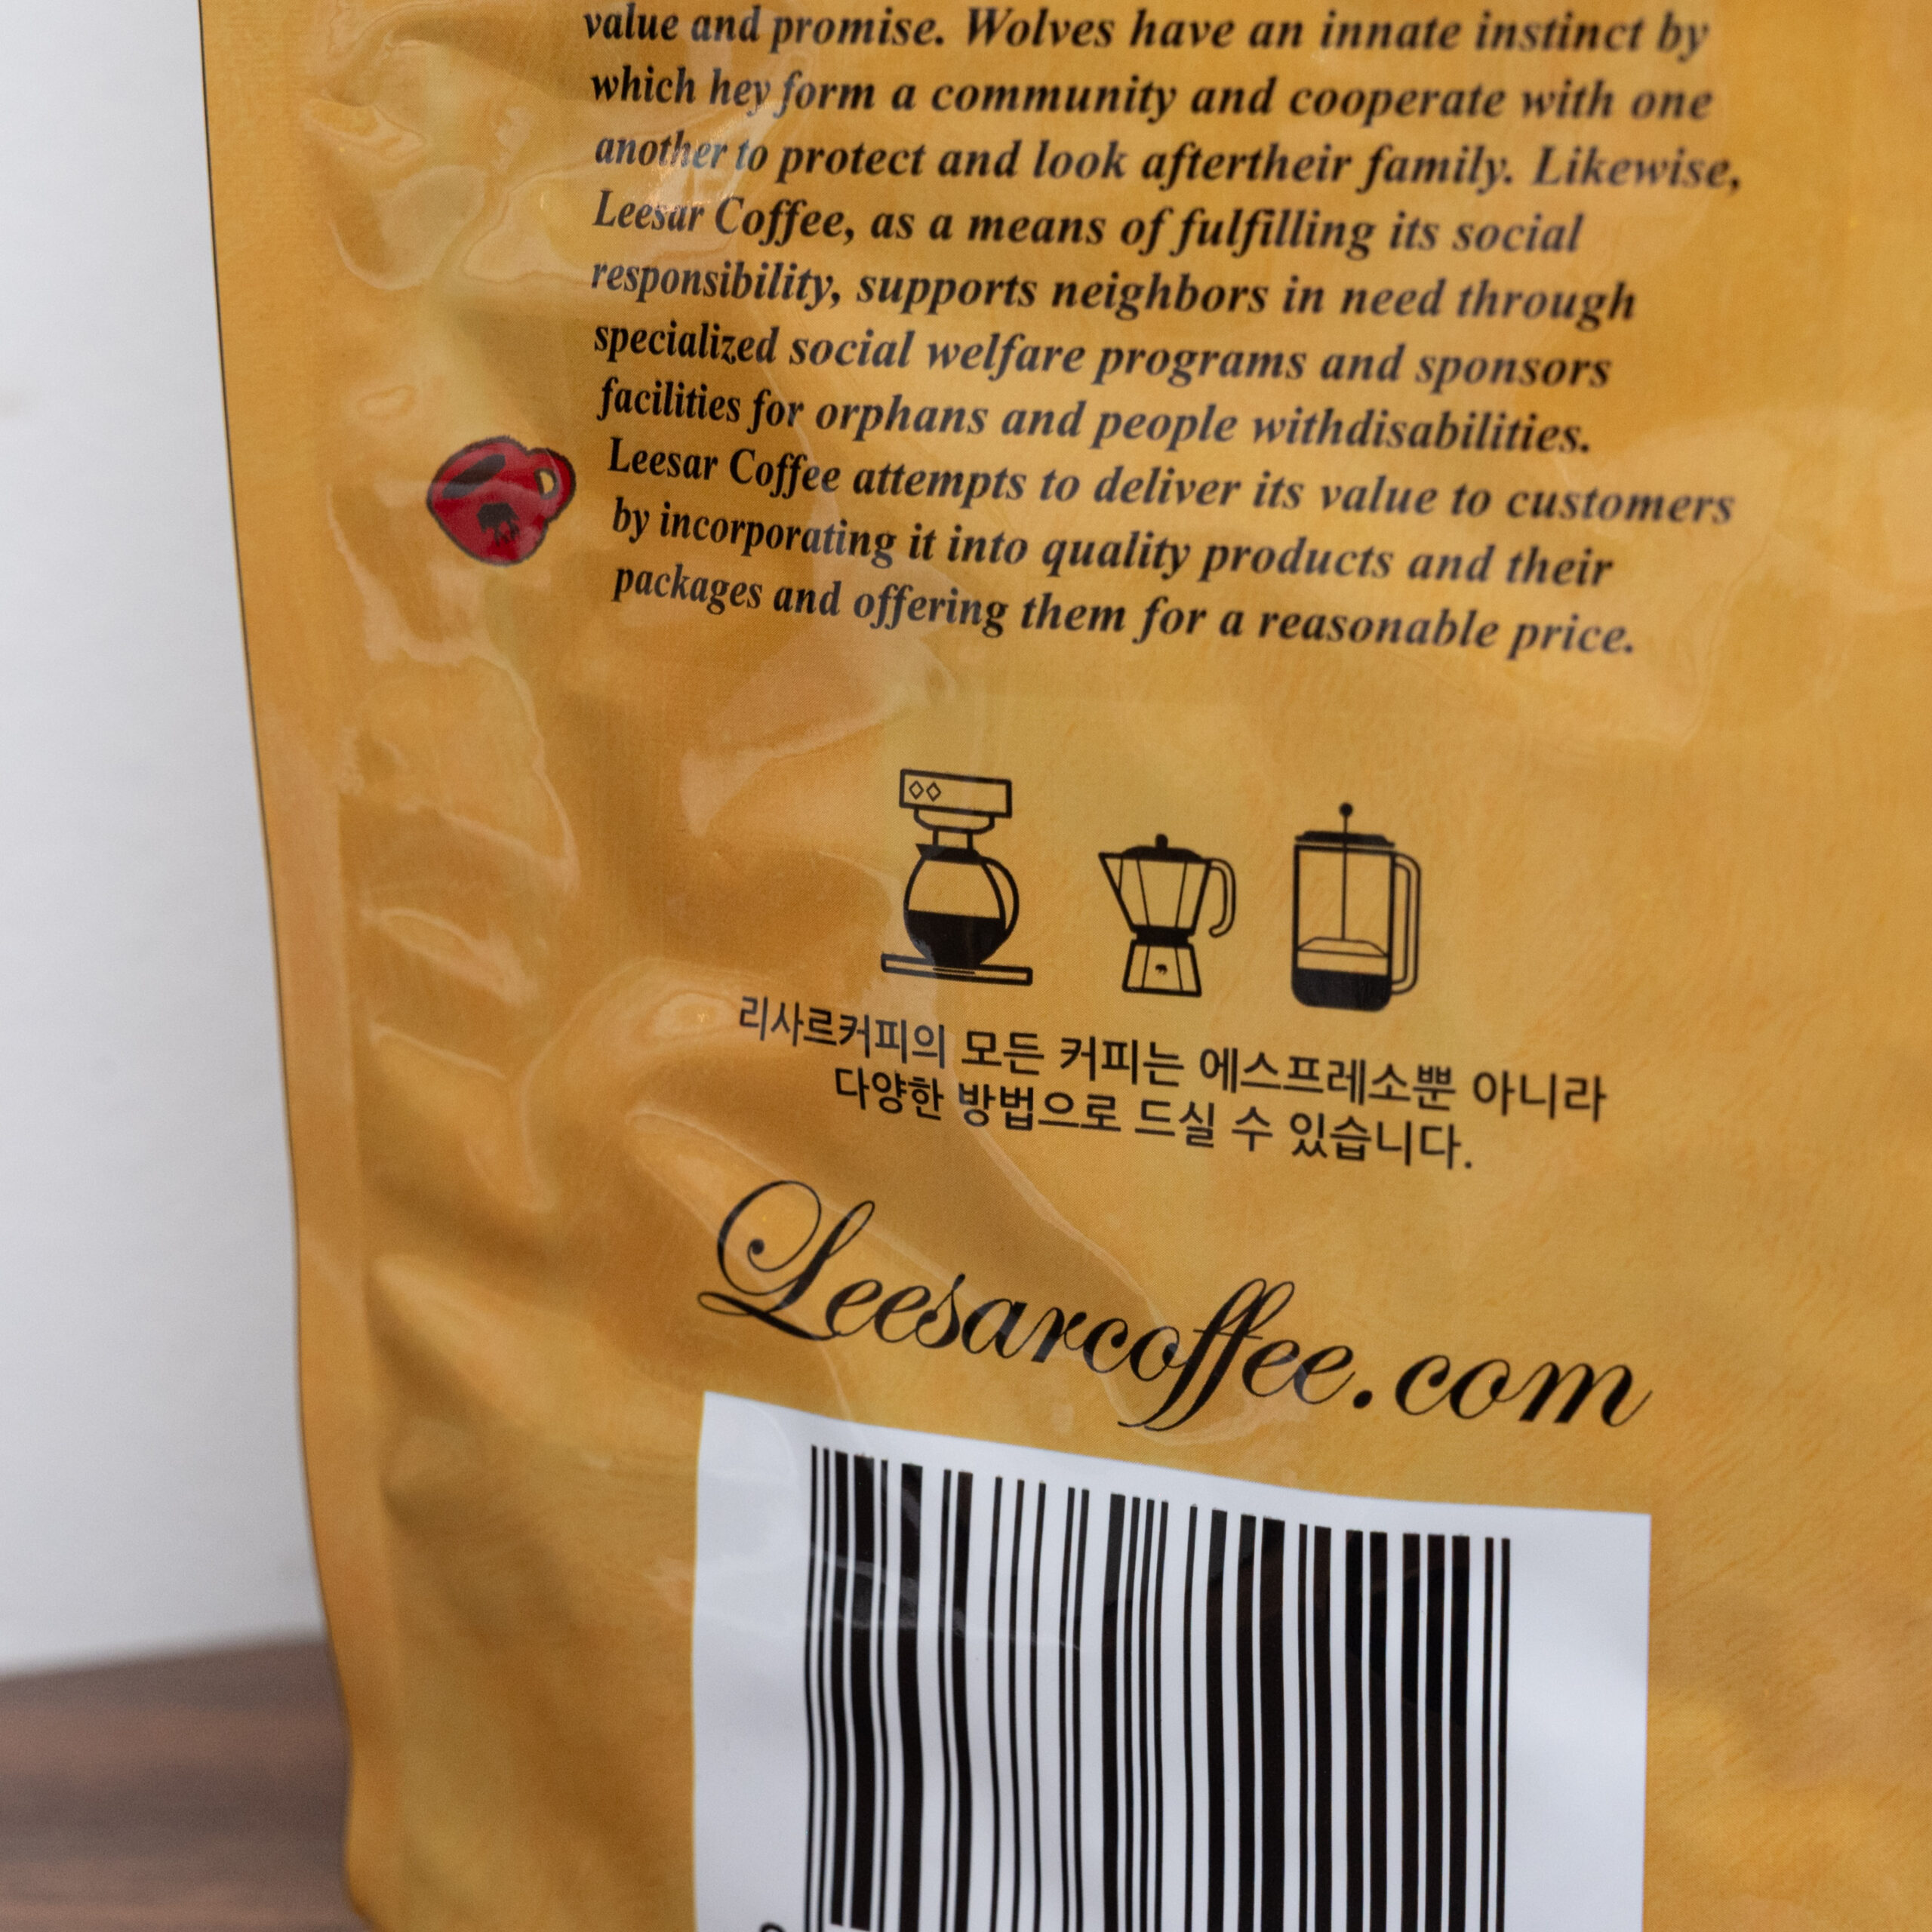 value and promise. Wolves have an innate instinct by
which hey form a community and cooperate with one
another to protect and look aftertheir family. Likewise,
Leesar Coffee, as a means of fulfilling its social
responsibility, supports neighbors in need through
specialized social welfare programs and sponsors
facilities for orphans and people withdisabilities.
Leesar Coffee attempts to deliver its value to customers
by incorporating it into quality products and their
packages and offering them for a reasonable price.
리사르커피의 모든 커피는 에스프레소뿐 아니라
다양한 방법으로 드실 수 있습니다.
Leesarcoffee.com